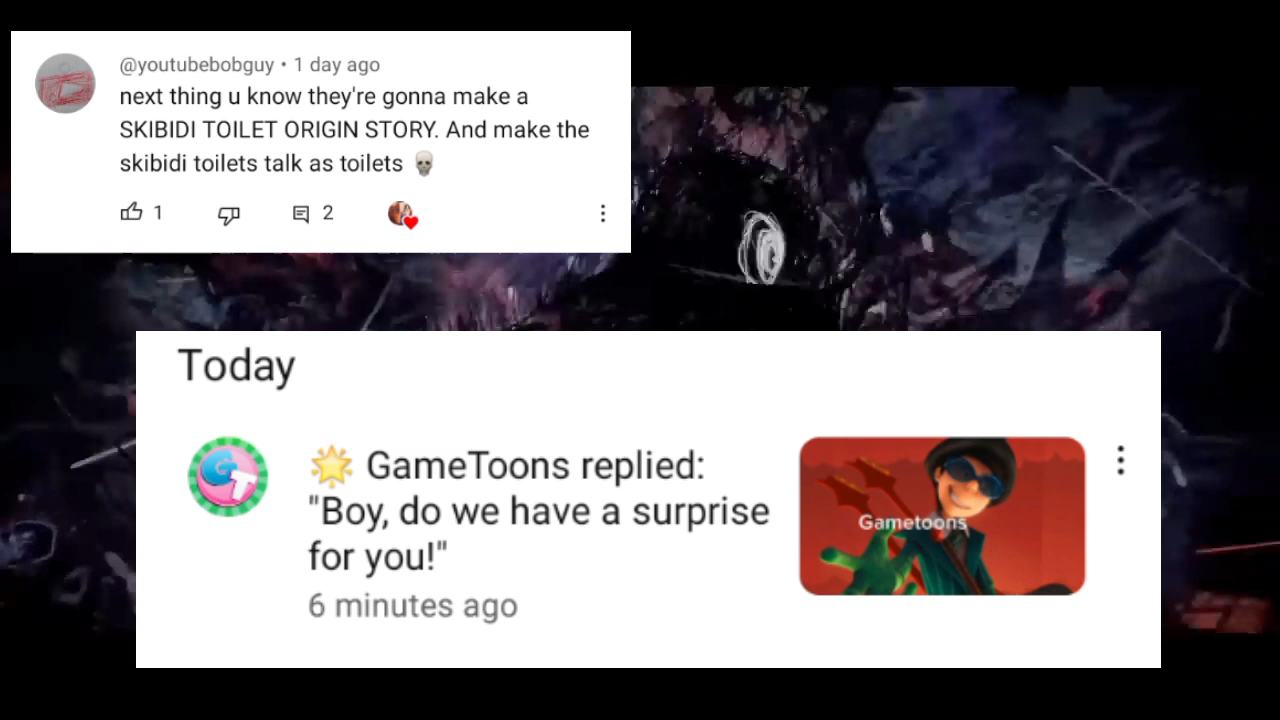 @youtubebobguy • 1 day ago
next thing u know they're gonna make a
SKIBIDI TOILET ORIGIN STORY. And make the
skibidi toilets talk as toilets 💀
1
2
Today
GT
🌟 GameToons replied:
"Boy, do we have a surprise
for you!"
6 minutes ago
Gametoons